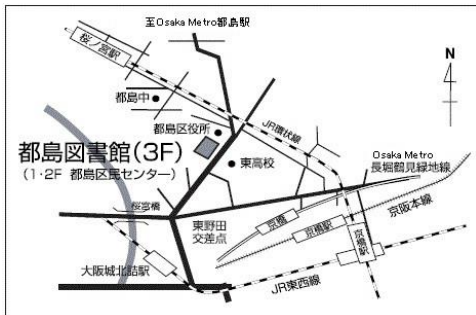 至Osaka Metro都島駅
桜ノ宮駅
N
都島中
JR環状線
都島区役所
都島図書館(3F)
(1・2F 都島区民センター)
東高校
Osaka Metro
長堀鶴見緑地線
京阪本線
桜宮橋
東野田
交差点
京橋
京橋駅
京橋駅
大阪城北詰駅
JR東西線